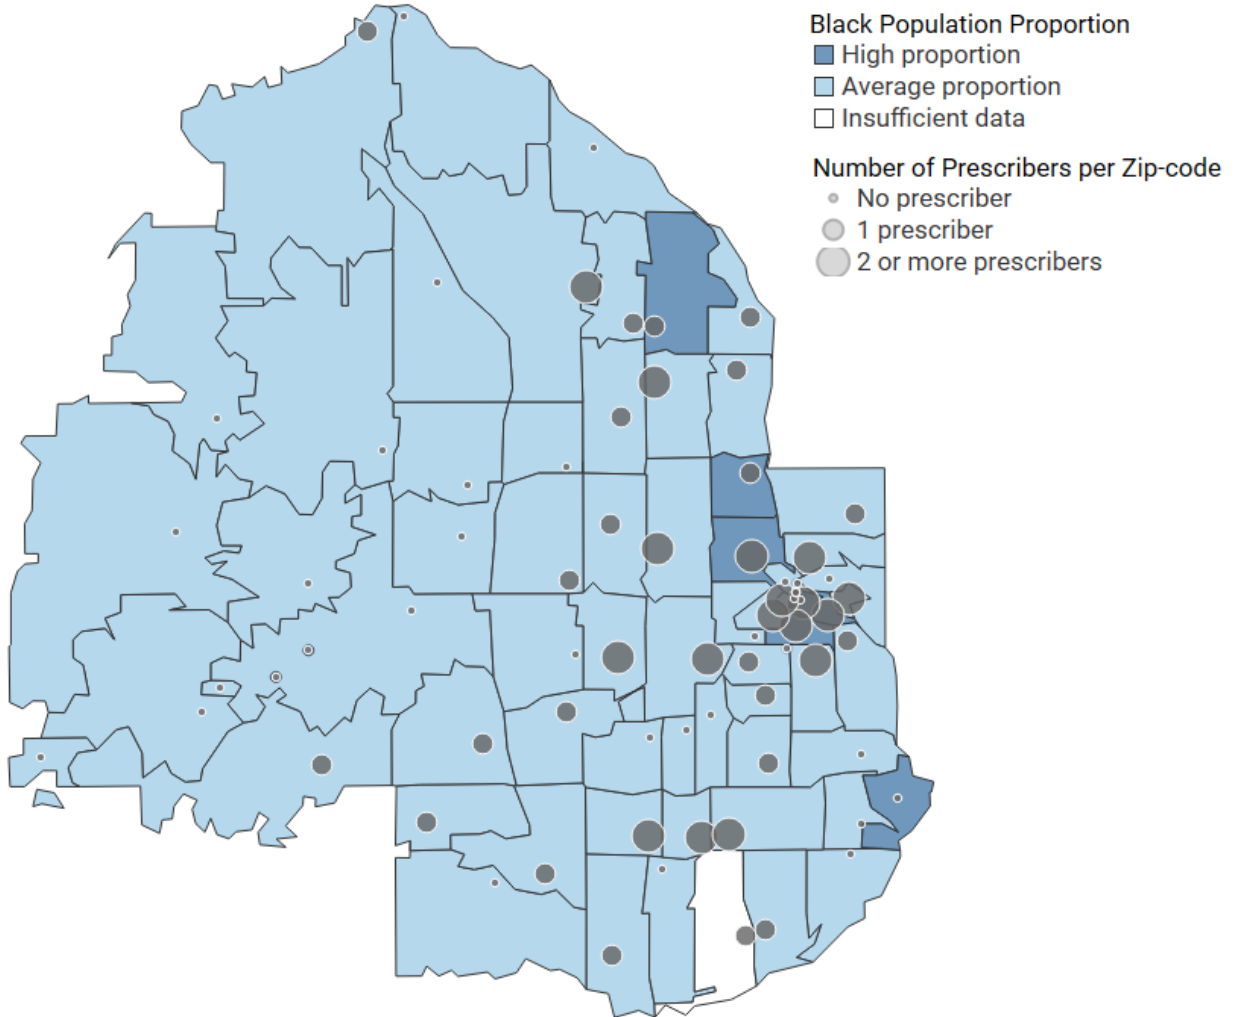 Black Population Proportion
High proportion
Average proportion
Insufficient data
Number of Prescribers per Zip-code
No prescriber
1 prescriber
2 or more prescribers